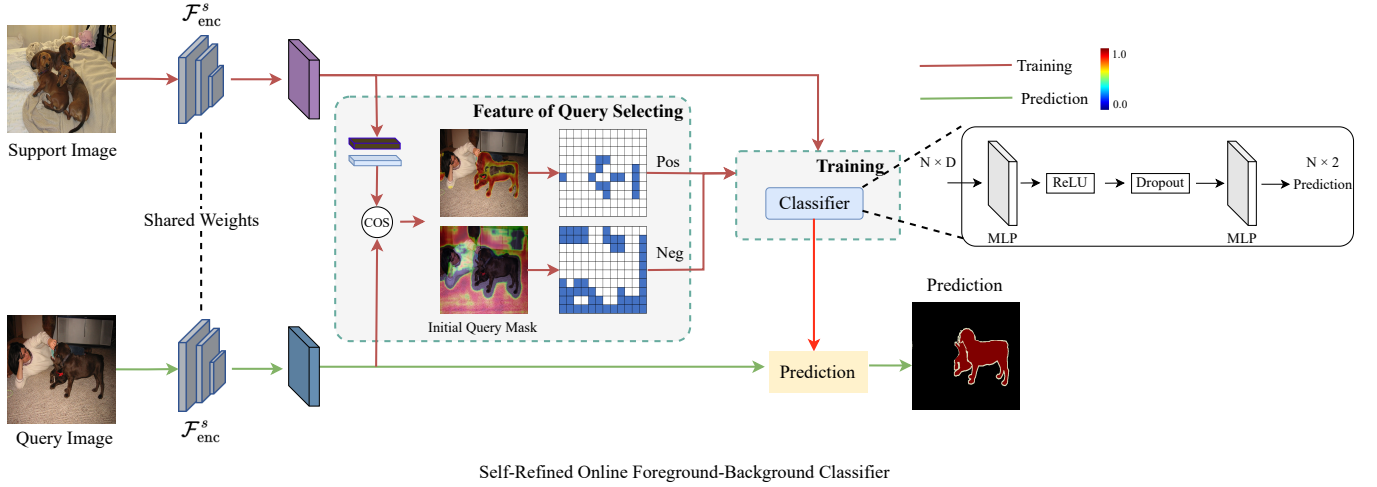 F^s_enc
Support Image
Shared Weights
F^s_enc
Query Image
Feature of Query Selecting
COS
Pos
Neg
Initial Query Mask
Training
Classifier
Prediction
Training
Prediction
1.0
0.0
N × D
MLP
ReLU
Dropout
MLP
N × 2
Prediction
Prediction
Self-Refined Online Foreground-Background Classifier